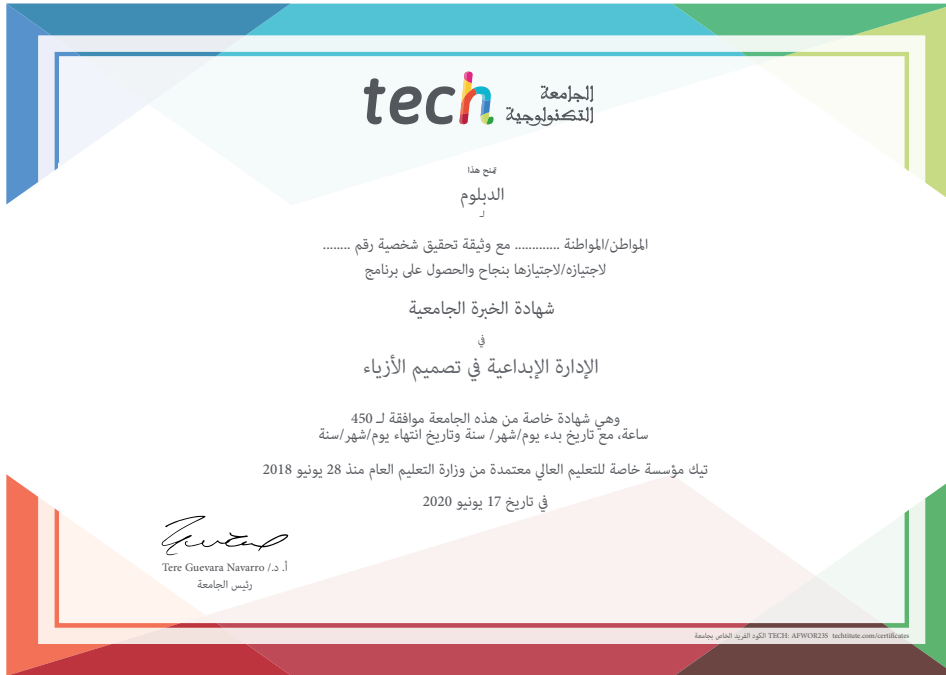 tech الجامعة
التكنولوجية
تمنح هذا
الدبلوم
لـ
المواطن/المواطنة ............ مع وثيقة تحقيق شخصية رقم ........
لاجتيازه/لاجتيازها بنجاح والحصول على برنامج
شهادة الخبرة الجامعية
في
الإدارة الإبداعية في تصميم الأزياء
وهي شهادة خاصة من هذه الجامعة موافقة لـ 450
ساعة، مع تاريخ بدء يوم/شهر/ سنة وتاريخ انتهاء يوم/شهر/سنة
تيك مؤسسة خاصة للتعليم العالي معتمدة من وزارة التعليم العام منذ 28 يونيو 2018
في تاريخ 17 يونيو 2020
أ. د./ Tere Guevara Navarro
رئيس الجامعة
الكود الفريد الخاص بجامعة TECH: AFWOR23S techtitute.com/certificates